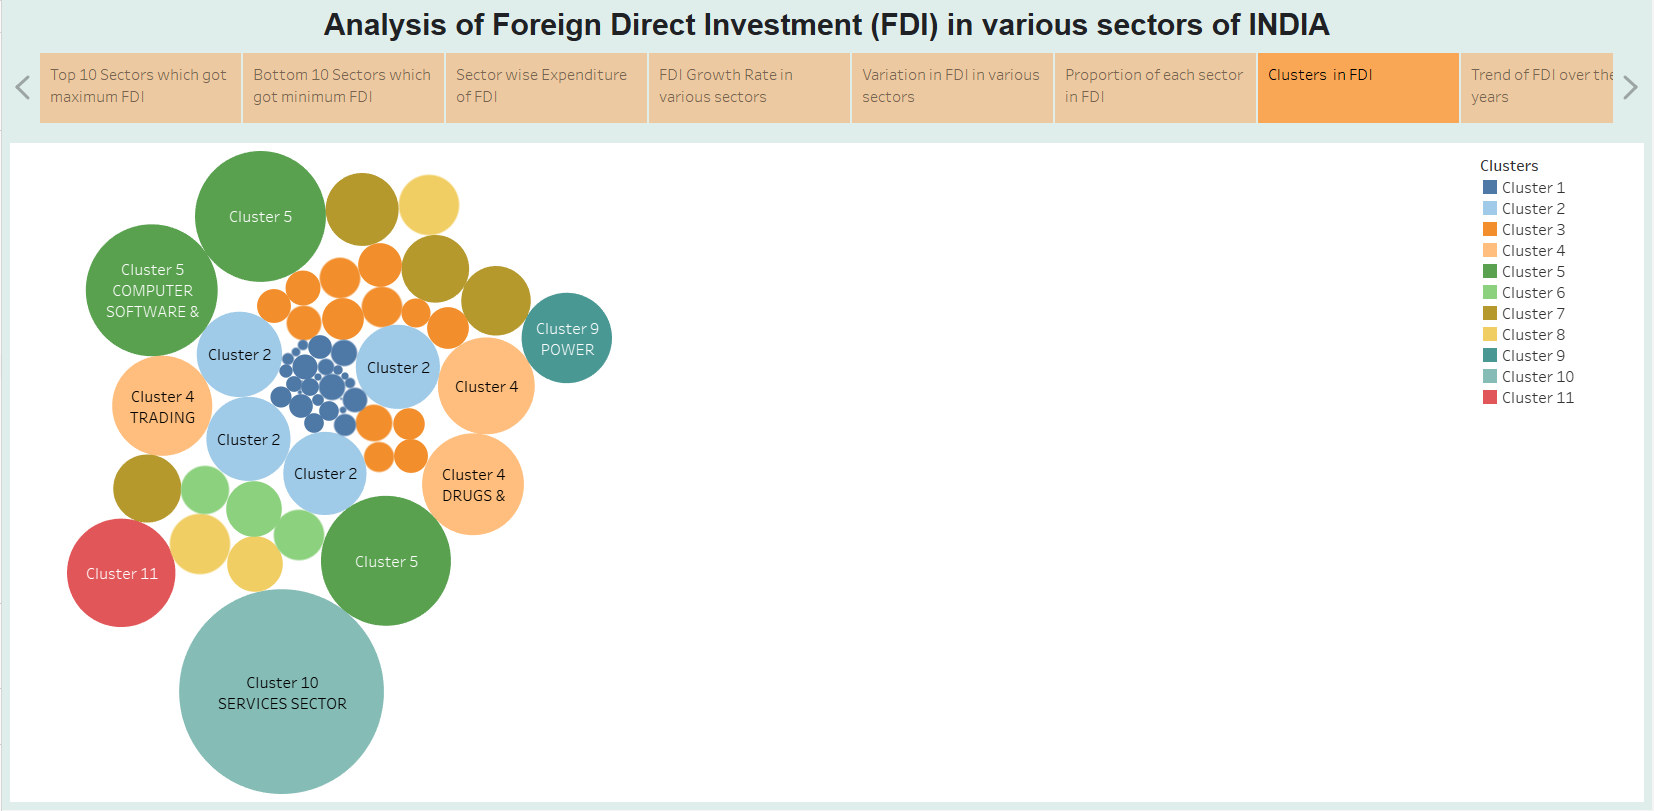 Analysis of Foreign Direct Investment (FDI) in various sectors of INDIA
Top 10 Sectors which got
maximum FDI
Bottom 10 Sectors which
got minimum FDI
Sector wise Expenditure
of FDI
FDI Growth Rate in
various sectors
Variation in FDI in various
sectors
Proportion of each sector
in FDI
Clusters in FDI
Trend of FDI over the
years
Cluster 5
Cluster 5
COMPUTER
SOFTWARE &
Cluster 2
Cluster 2
Cluster 9
POWER
Cluster 4
Cluster 4
TRADING
Cluster 2
Cluster 2
Cluster 4
DRUGS &
Cluster 11
Cluster 5
Cluster 10
SERVICES SECTOR
Clusters
Cluster 1
Cluster 2
Cluster 3
Cluster 4
Cluster 5
Cluster 6
Cluster 7
Cluster 8
Cluster 9
Cluster 10
Cluster 11